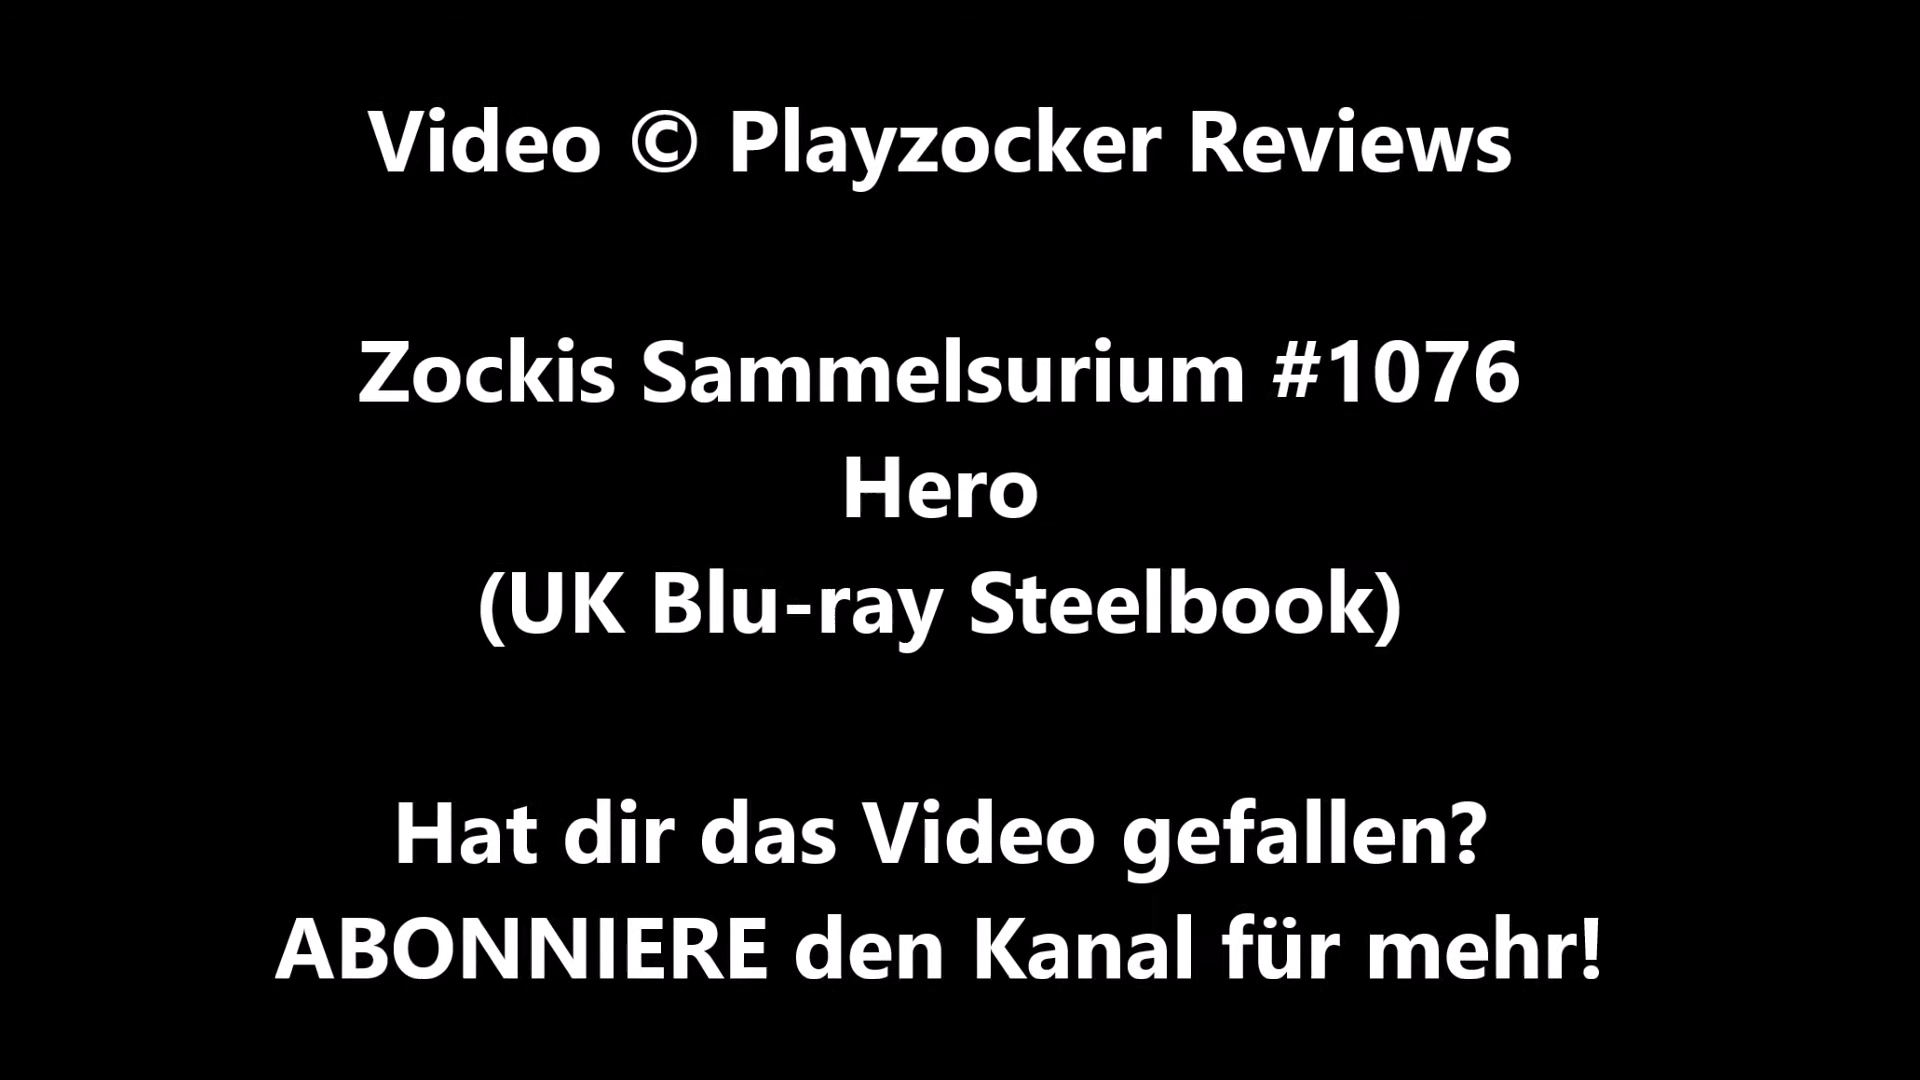 Video © Playzocker Reviews
Zockis Sammelsurium #1076
Hero
(UK Blu-ray Steelbook)
Hat dir das Video gefallen?
ABONNIERE den Kanal für mehr!